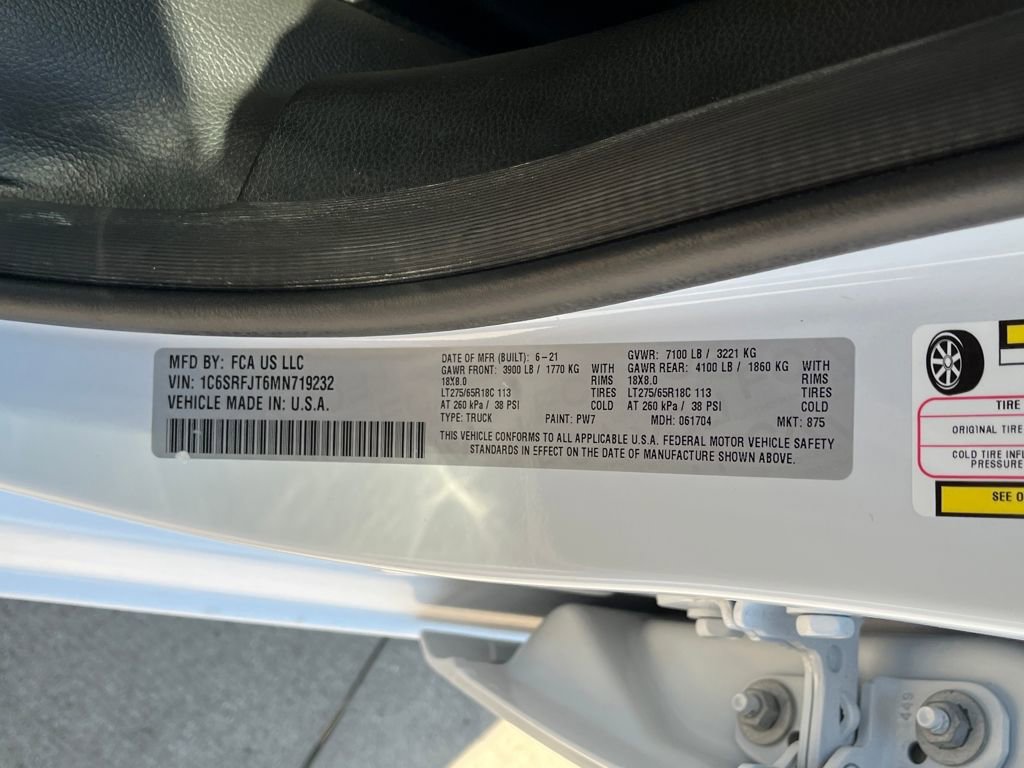 MFD BY: FCA US LLC
VIN: 1C6SRFJT6MN719232
VEHICLE MADE IN: U.S.A.
DATE OF MFR (BUILT): 6-21
GAWR FRONT: 3900 LB / 1770 KG WITH
18X8.0 RIMS
LT275/65R18C 113 TIRES
AT 260 kPa / 38 PSI COLD
TYPE: TRUCK PAINT: PW7
GVWR: 7100 LB / 3221 KG
GAWR REAR: 4100 LB / 1860 KG WITH
18X8.0 RIMS
LT275/65R18C 113 TIRES
AT 260 kPa / 38 PSI COLD
MDH: 061704 MKT: 875
THIS VEHICLE CONFORMS TO ALL APPLICABLE U.S.A. FEDERAL MOTOR VEHICLE SAFETY
STANDARDS IN EFFECT ON THE DATE OF MANUFACTURE SHOWN ABOVE.
TIRE
ORIGINAL TIRE
COLD TIRE INFL
PRESSURE
SEE O
449